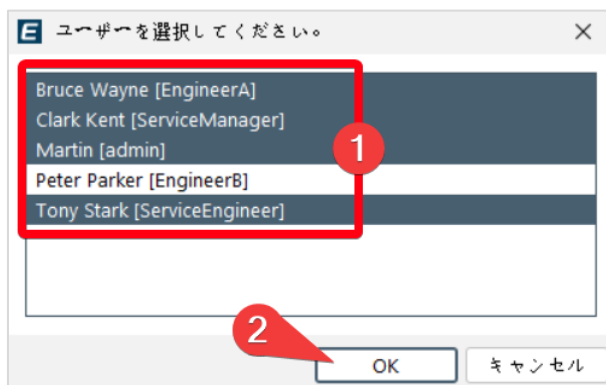 E ユーザーを選択してください。
Bruce Wayne [EngineerA]
Clark Kent [ServiceManager]
Martin [admin]
Peter Parker [EngineerB]
Tony Stark [ServiceEngineer]
1
2
OK キャンセル